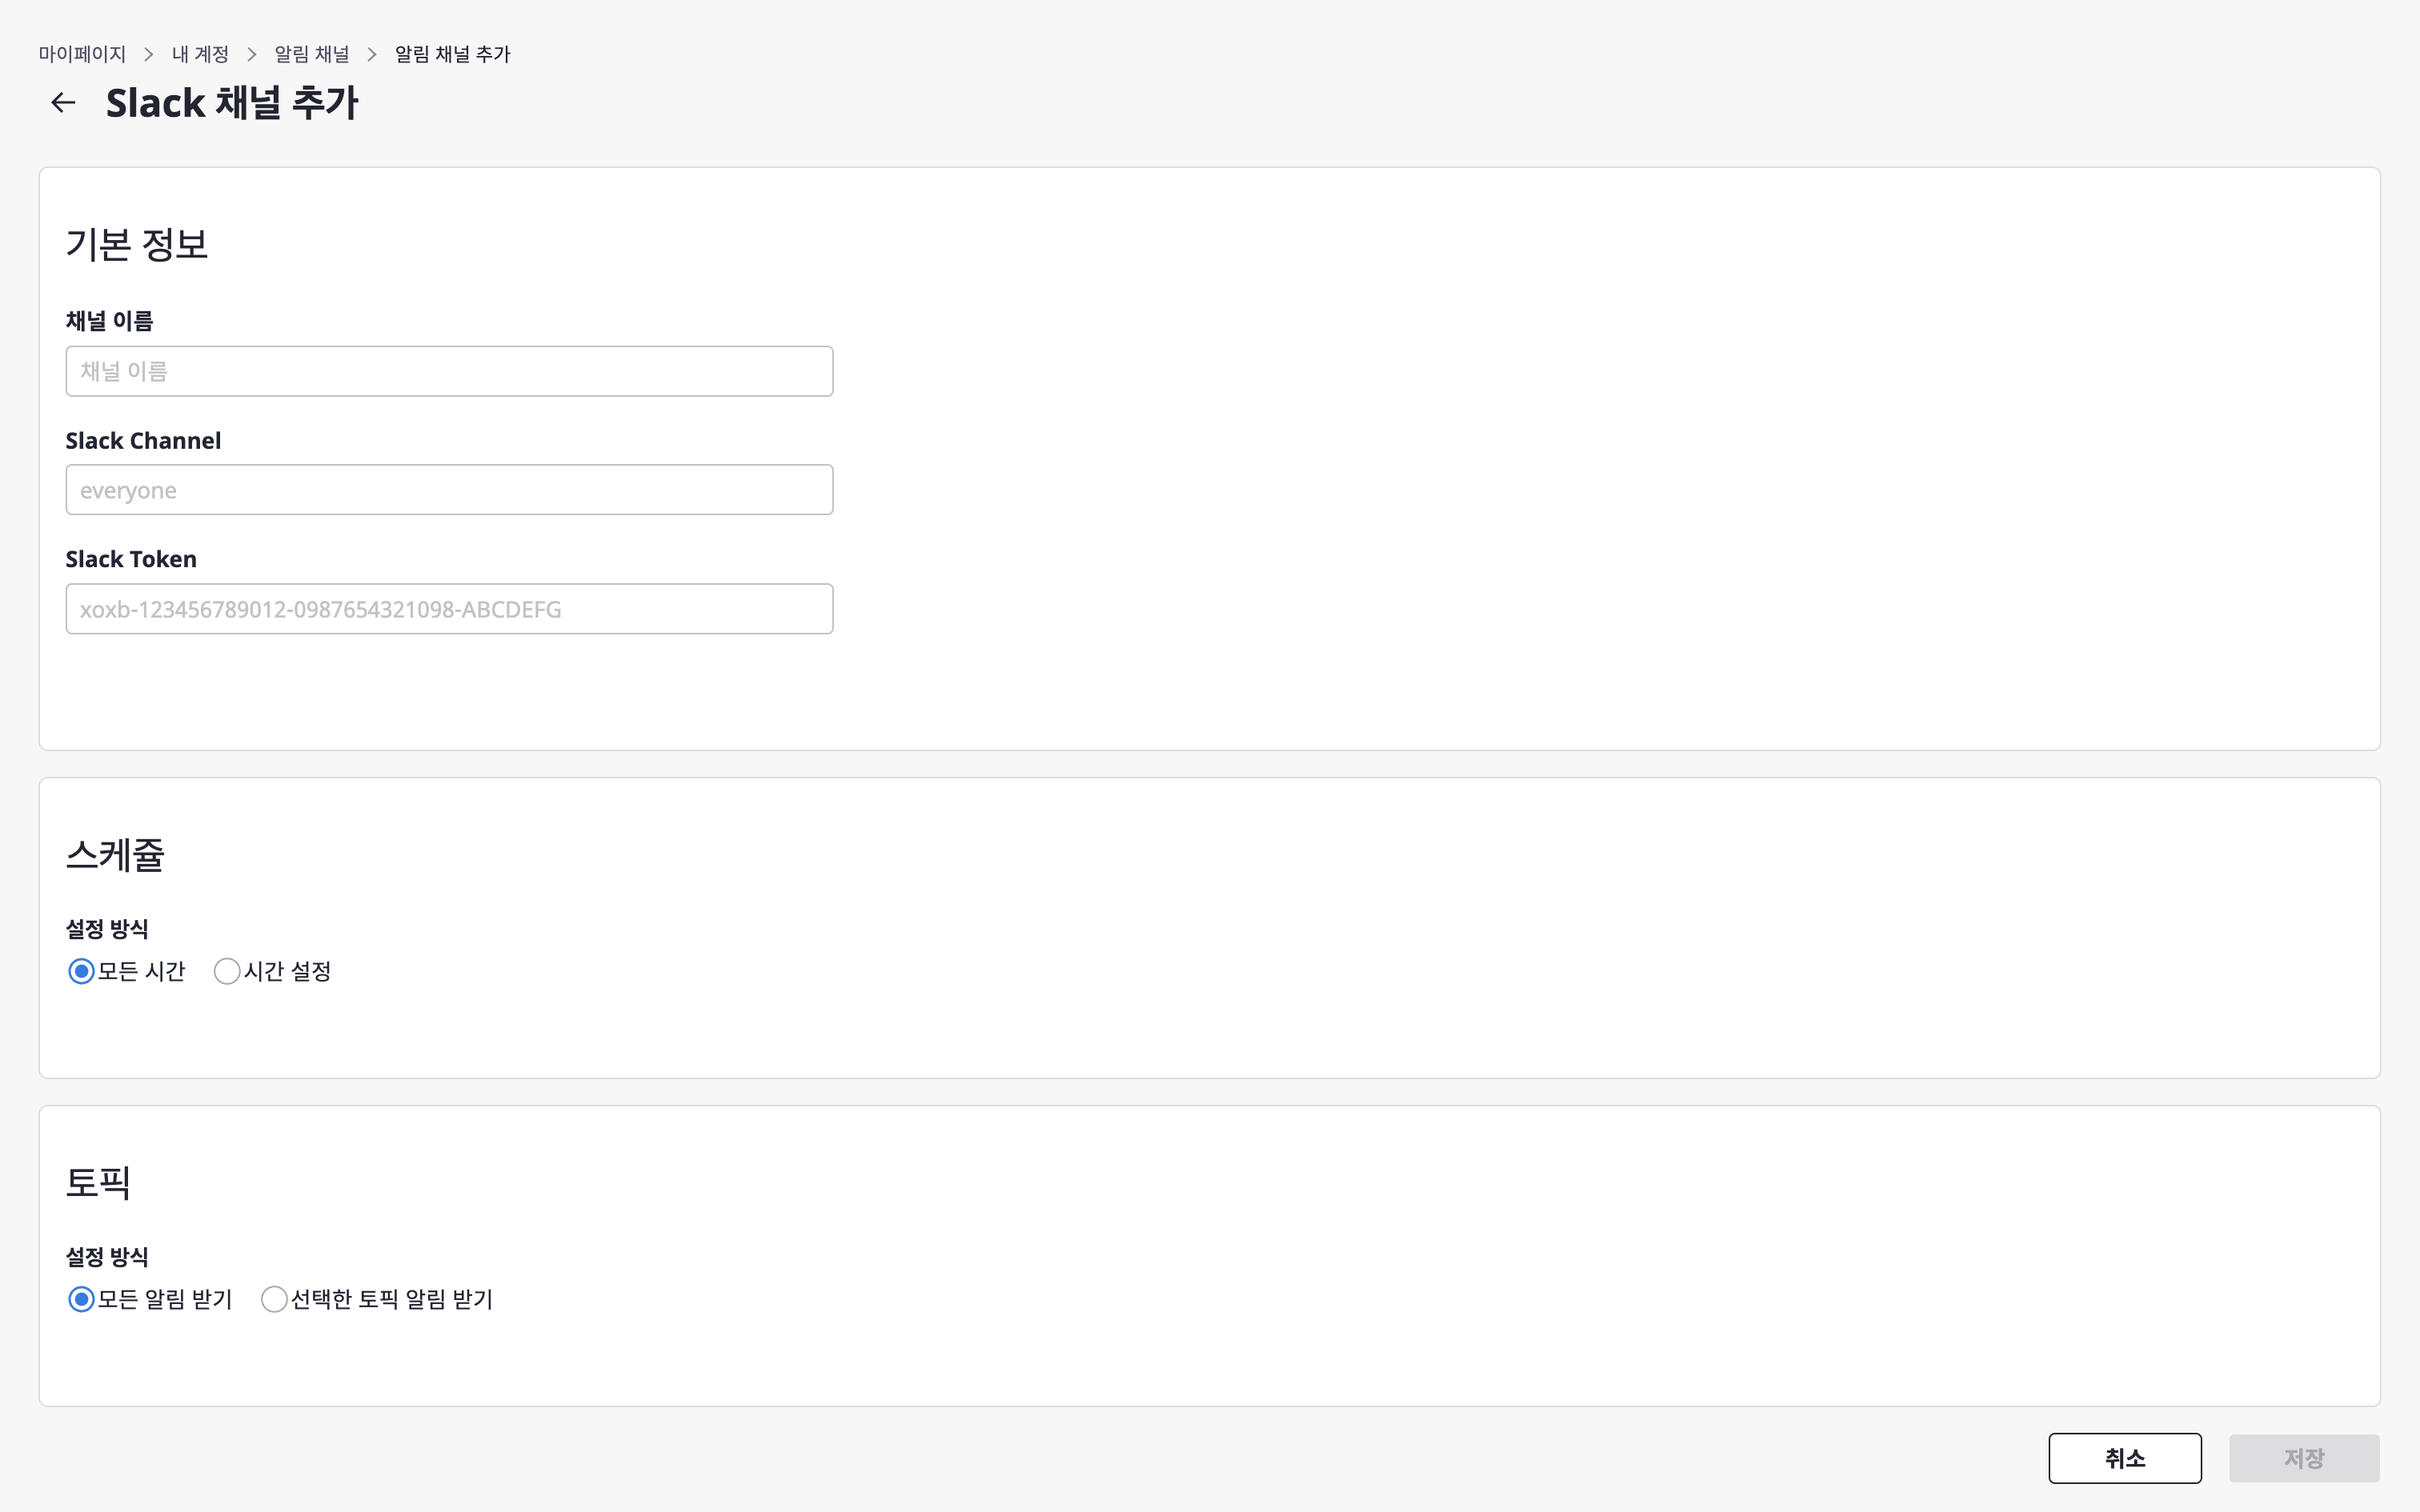 마이페이지 > 내 계정 > 알림 채널 > 알림 채널 추가
← Slack 채널 추가
기본 정보
채널 이름
채널 이름
Slack Channel
everyone
Slack Token
xoxb-123456789012-0987654321098-ABCDEFG
스케쥴
설정 방식
모든 시간 시간 설정
토픽
설정 방식
모든 알림 받기 선택한 토픽 알림 받기
취소 저장